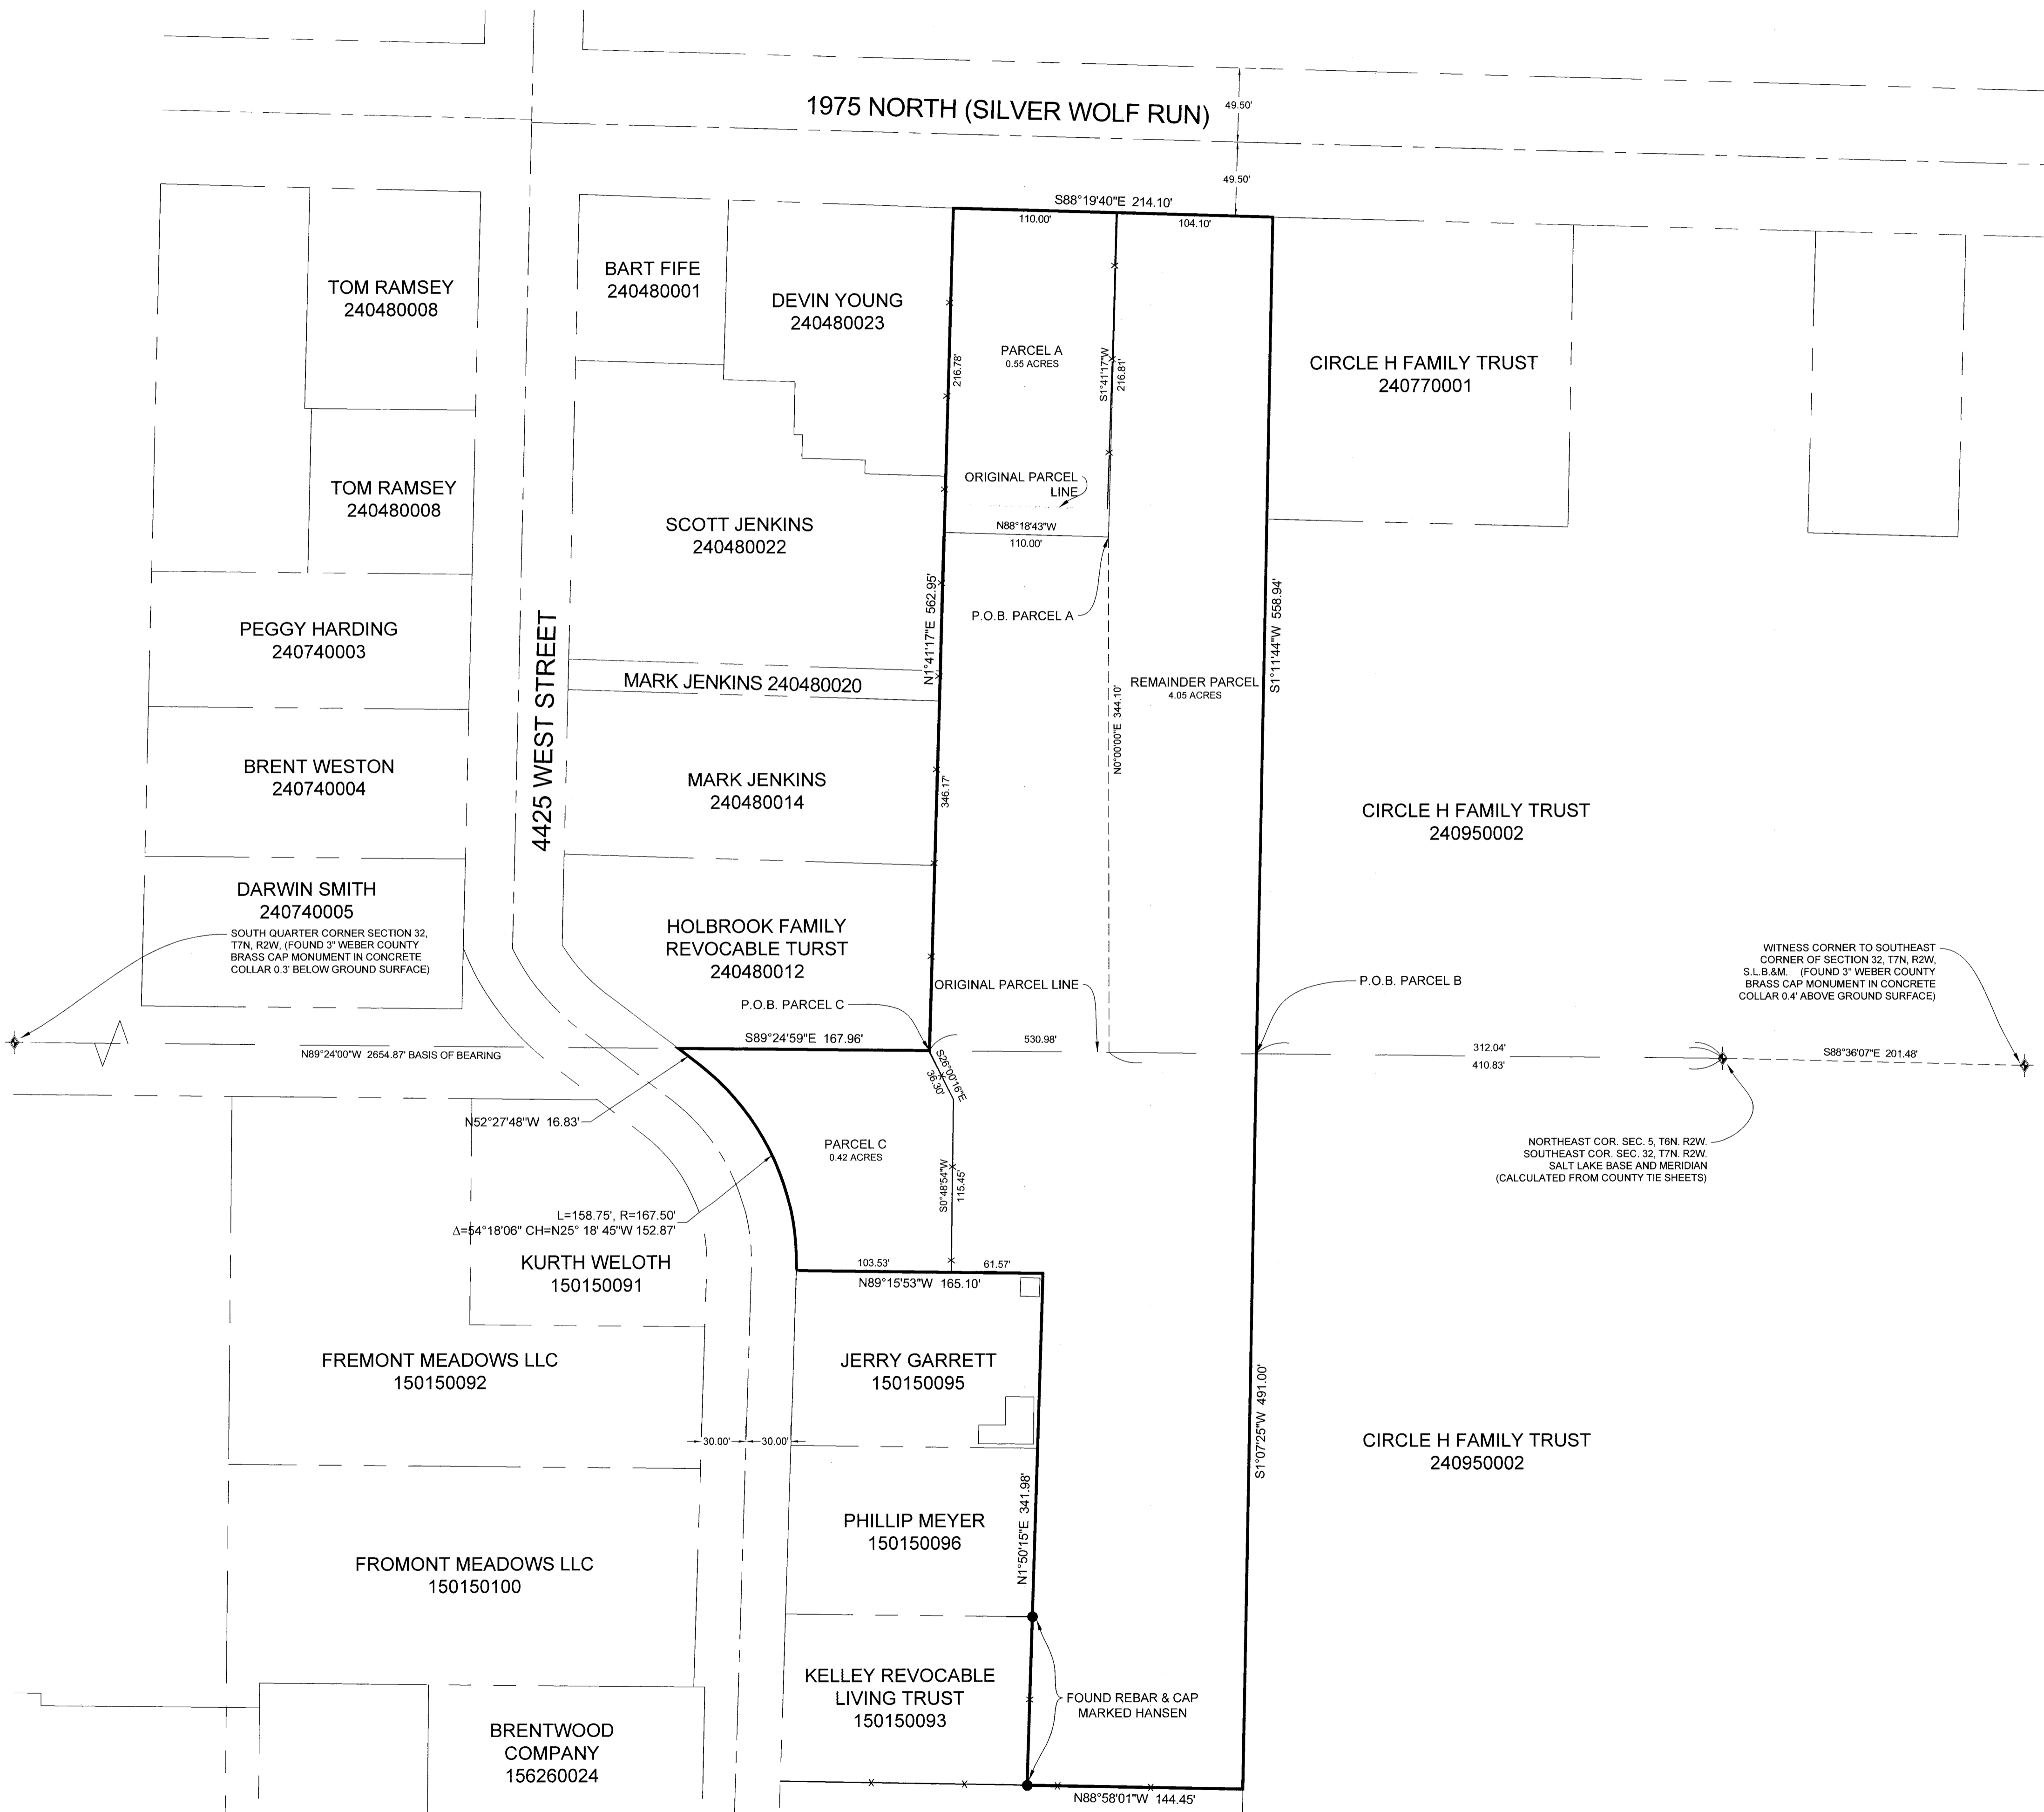 1975 NORTH (SILVER WOLF RUN)
49.50'
49.50'
S88°19'40"E 214.10'
110.00'
104.10'
TOM RAMSEY
240480008
BART FIFE
240480001
DEVIN YOUNG
240480023
216.78'
PARCEL A
0.55 ACRES
S1°41'17"W
216.81'
CIRCLE H FAMILY TRUST
240770001
TOM RAMSEY
240480008
ORIGINAL PARCEL
LINE
SCOTT JENKINS
240480022
N88°18'43"W
110.00'
P.O.B. PARCEL A
PEGGY HARDING
240740003
4425 WEST STREET
N1°41'17"E 562.95'
S1°11'44"W 558.94'
MARK JENKINS 240480020
REMAINDER PARCEL
4.05 ACRES
N0°00'00"E 344.10'
BRENT WESTON
240740004
MARK JENKINS
240480014
346.17'
CIRCLE H FAMILY TRUST
240950002
DARWIN SMITH
240740005
SOUTH QUARTER CORNER SECTION 32,
T7N, R2W, (FOUND 3" WEBER COUNTY
BRASS CAP MONUMENT IN CONCRETE
COLLAR 0.3' BELOW GROUND SURFACE)
HOLBROOK FAMILY
REVOCABLE TURST
240480012
WITNESS CORNER TO SOUTHEAST
CORNER OF SECTION 32, T7N, R2W,
S.L.B.&M. (FOUND 3" WEBER COUNTY
BRASS CAP MONUMENT IN CONCRETE
COLLAR 0.4' ABOVE GROUND SURFACE)
P.O.B. PARCEL C
ORIGINAL PARCEL LINE
P.O.B. PARCEL B
N89°24'00"W 2654.87' BASIS OF BEARING
S89°24'59"E 167.96'
530.98'
312.04'
410.83'
S88°36'07"E 201.48'
S26°00'16"E
36.30'
N52°27'48"W 16.83'
PARCEL C
0.42 ACRES
NORTHEAST COR. SEC. 5, T6N. R2W.
SOUTHEAST COR. SEC. 32, T7N. R2W.
SALT LAKE BASE AND MERIDIAN
(CALCULATED FROM COUNTY TIE SHEETS)
S0°48'54"W
115.45'
L=158.75', R=167.50'
Δ=54°18'06" CH=N25° 18' 45"W 152.87'
KURTH WELOTH
150150091
103.53'
61.57'
N89°15'53"W 165.10'
FREMONT MEADOWS LLC
150150092
JERRY GARRETT
150150095
S1°07'25"W 491.00'
30.00'
30.00'
CIRCLE H FAMILY TRUST
240950002
N1°50'15"E 341.98'
PHILLIP MEYER
150150096
FROMONT MEADOWS LLC
150150100
KELLEY REVOCABLE
LIVING TRUST
150150093
FOUND REBAR & CAP
MARKED HANSEN
BRENTWOOD
COMPANY
156260024
N88°58'01"W 144.45'